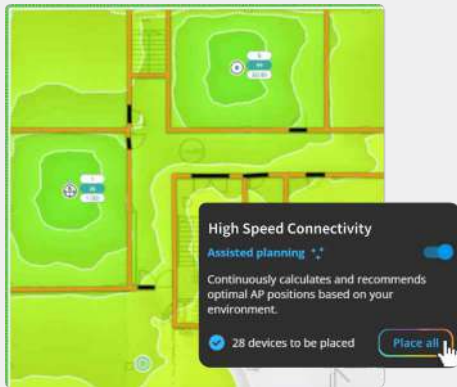 High Speed Connectivity
Assisted planning
Continuously calculates and recommends
optimal AP positions based on your
environment.
28 devices to be placed
Place all